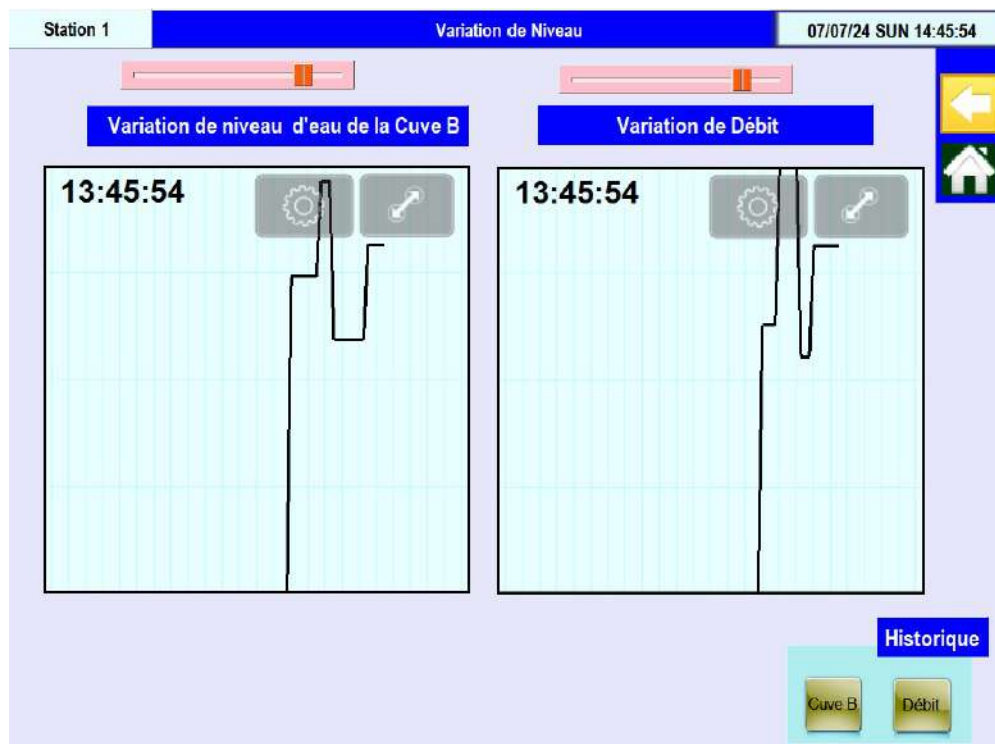 Station 1
Variation de Niveau
07/07/24 SUN 14:45:54
Variation de niveau d'eau de la Cuve B
Variation de Débit
13:45:54
13:45:54
Historique
Cuve B
Débit